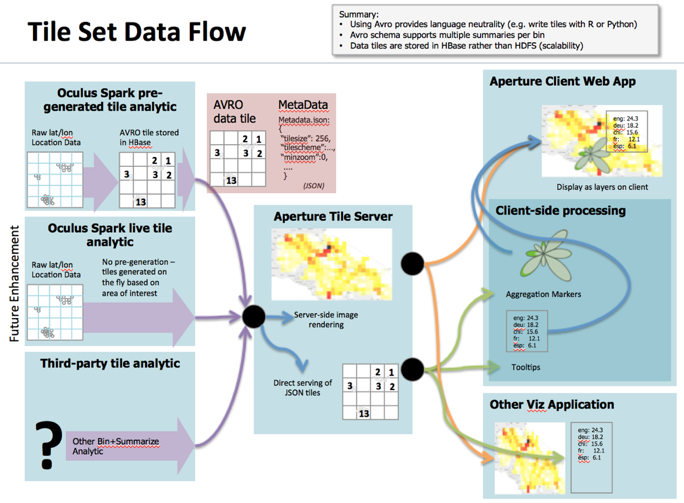 Tile Set Data Flow
Summary:
• Using Avro provides language neutrality (e.g. write tiles with R or Python)
• Avro schema supports multiple summaries per bin
• Data tiles are stored in HBase rather than HDFS (scalability)
Future Enhancement
Oculus Spark pre-
generated tile analytic
Raw lat/lon
Location Data
AVRO tile stored
in HBase
2 1
3 3 2
13
Oculus Spark live tile
analytic
Raw lat/lon
Location Data
No pre-generation –
tiles generated on
the fly based on
area of interest
Third-party tile analytic
?
Other Bin+Summarize
Analytic
AVRO
data tile
2 1
3 3 2
13
MetaData
Metadata.json:
{
"tilesize": 256,
"tilescheme":...,
"minzoom":0,
....
}
(JSON)
Aperture Tile Server
Server-side image
rendering
Direct serving of
JSON tiles
2 1
3 3 2
13
Aperture Client Web App
eng: 24.3
deu: 18.2
chi: 15.6
fr: 12.1
esp: 6.1
Display as layers on client
Client-side processing
Aggregation Markers
eng: 24.3
deu: 18.2
chi: 15.6
fr: 12.1
esp: 6.1
Tooltips
Other Viz Application
eng: 24.3
deu: 18.2
chi: 15.6
fr: 12.1
esp: 6.1